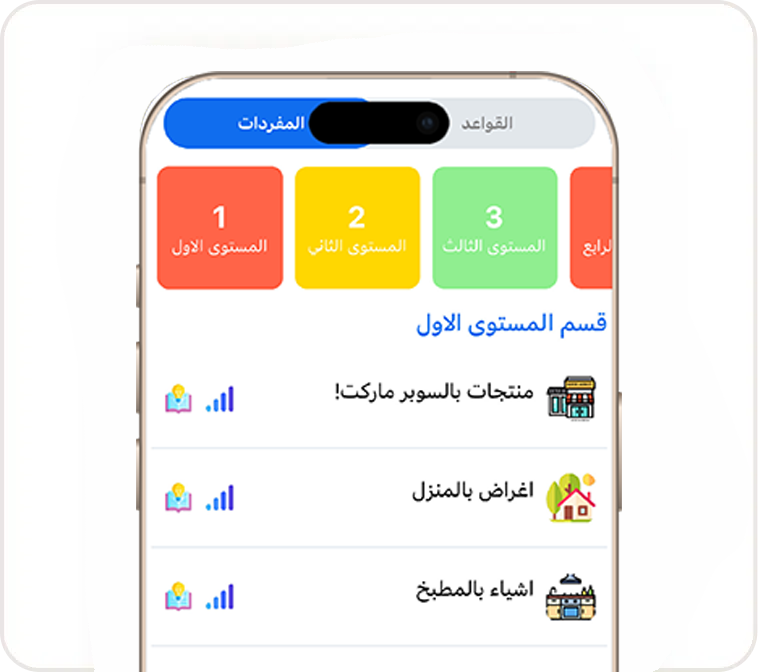 المفردات
القواعد
1
المستوى الاول
2
المستوى الثاني
3
المستوى الثالث
قسم المستوى الاول
منتجات بالسوبر ماركت!
اغراض بالمنزل
اشياء بالمطبخ